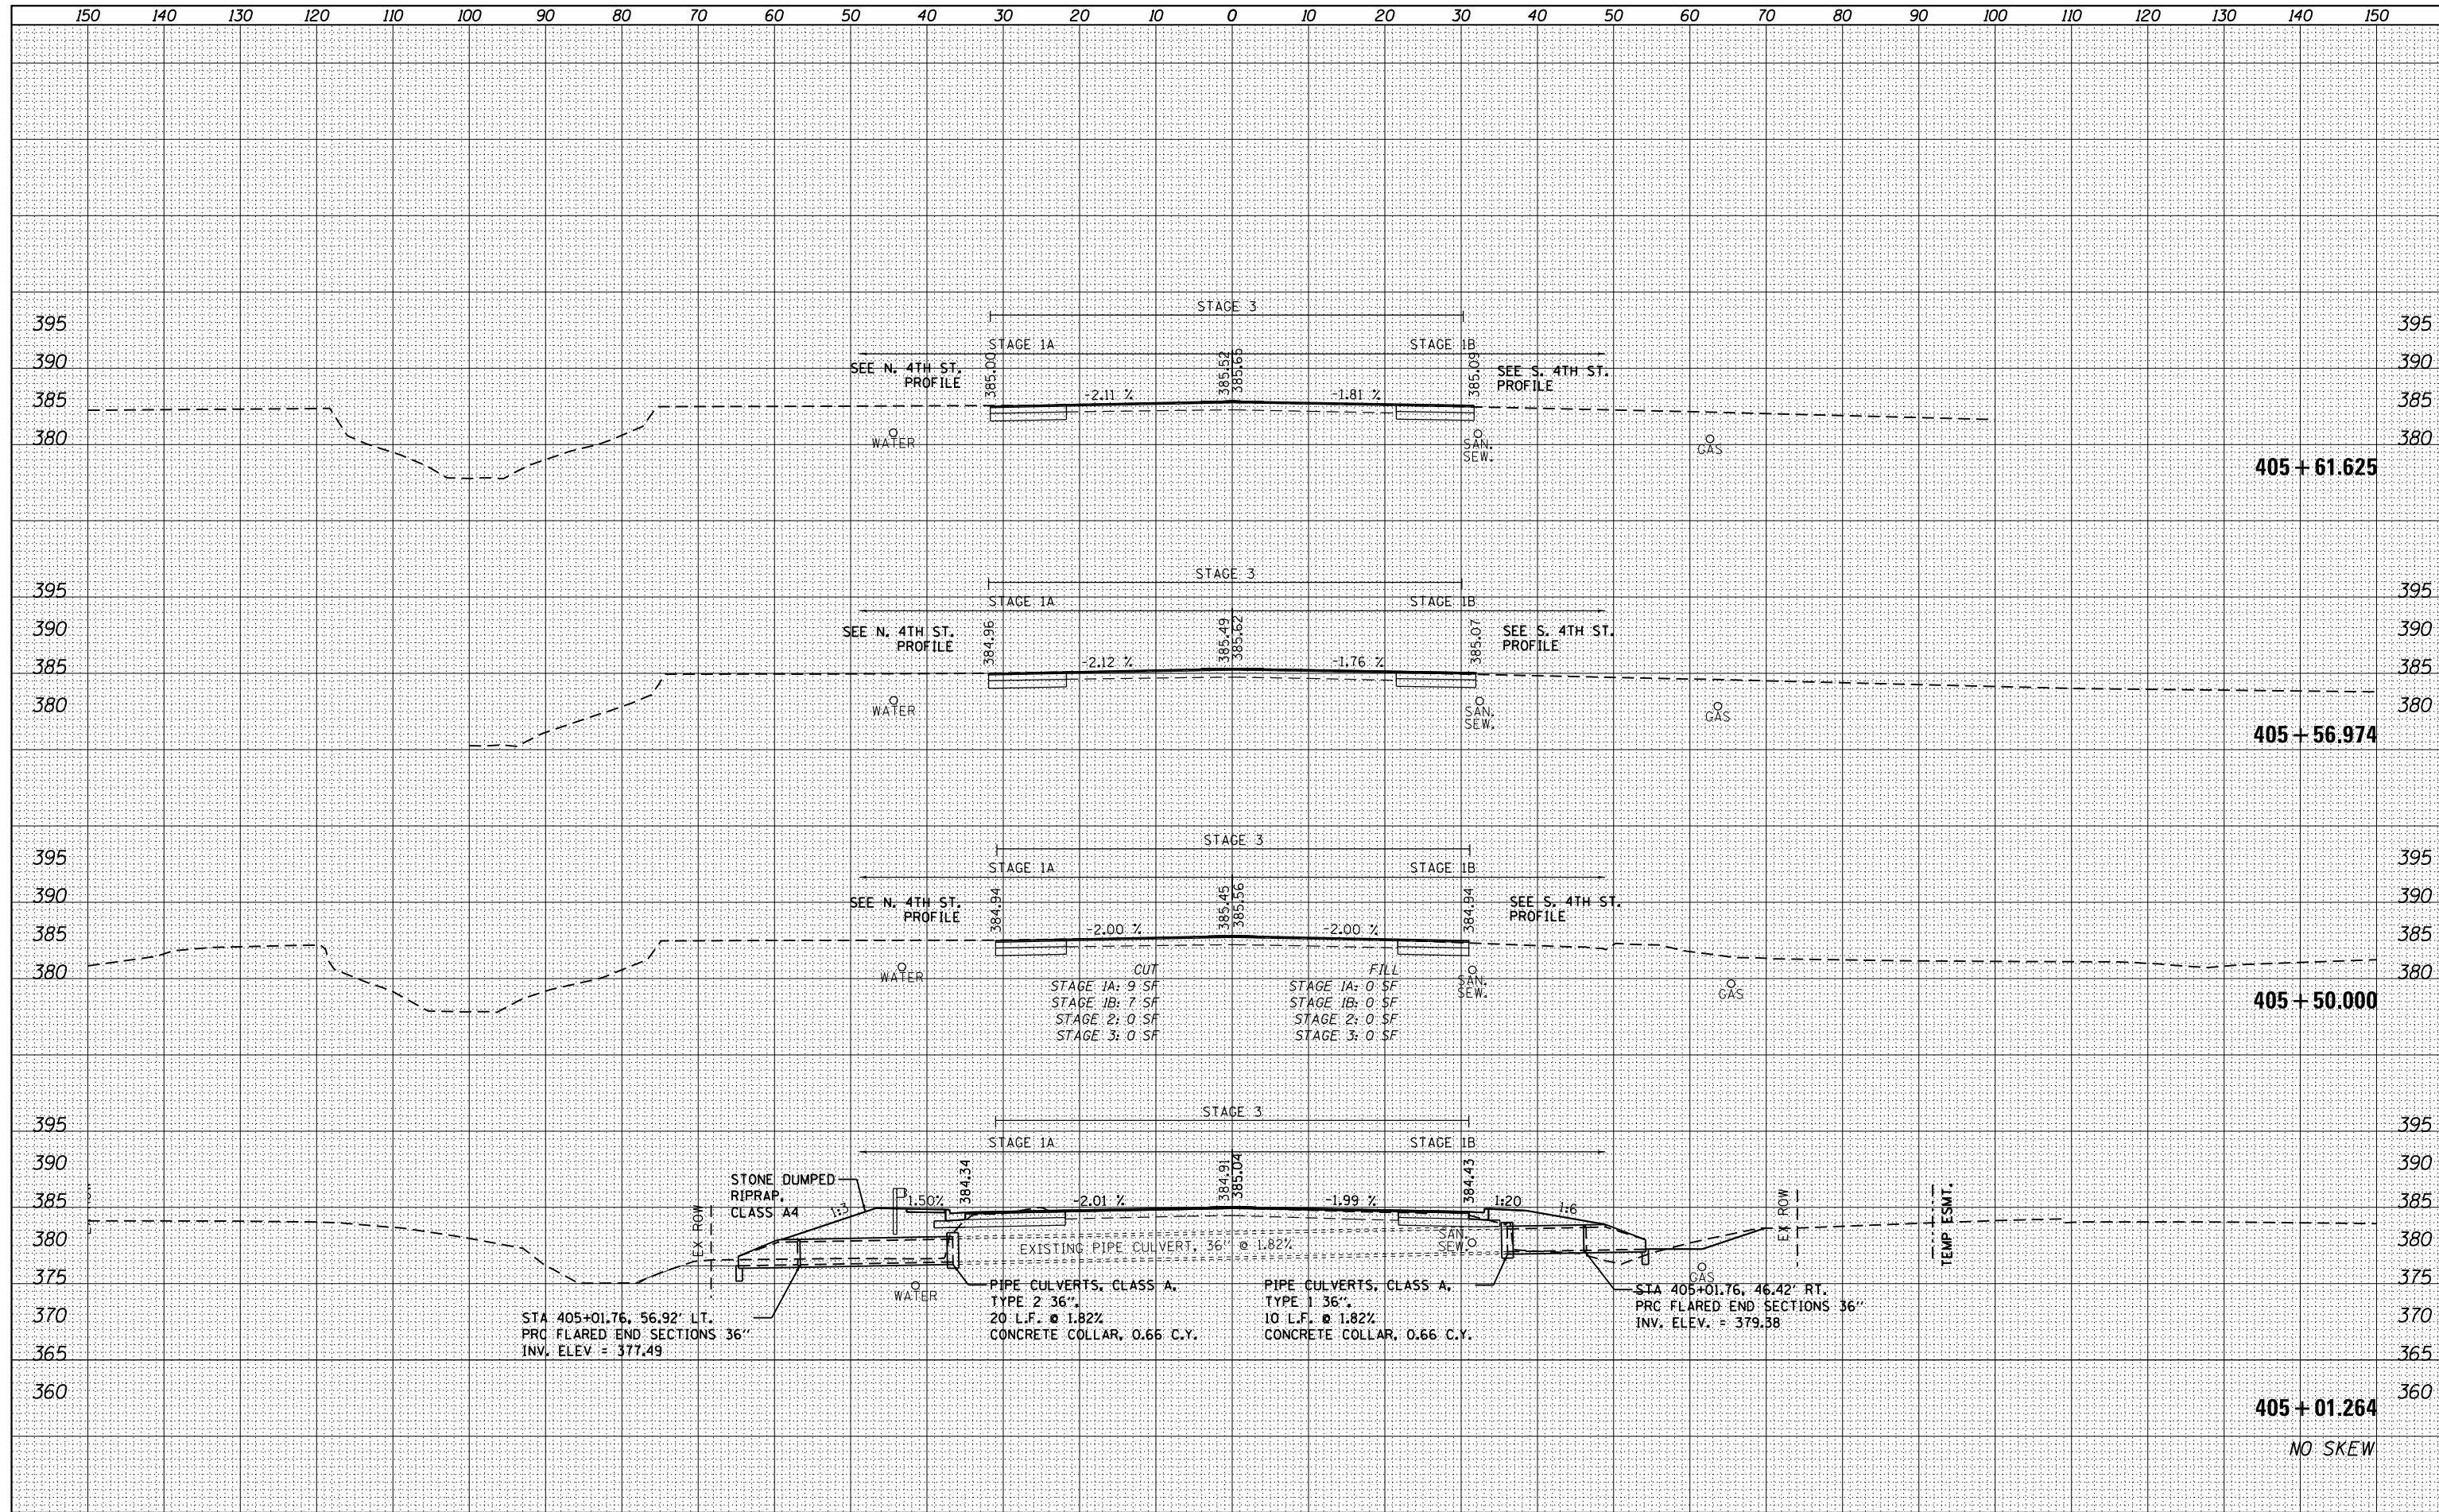 150 140 130 120 110 100 90 80 70 60 50 40 30 20 10 0 10 20 30 40 50 60 70 80 90 100 110 120 130 140 150
STAGE 3
395 395
STAGE 1A STAGE 1B
390 390
SEE N. 4TH ST.
PROFILE
385.00
385.52
385.65
385.09
SEE S. 4TH ST.
PROFILE
-2.11 % -1.81 %
385 385
380 380
WATER
SAN.
SEW.
GAS
405+61.625
STAGE 3
395 395
STAGE 1A STAGE 1B
390 390
SEE N. 4TH ST.
PROFILE
384.96
385.49
385.62
385.07
SEE S. 4TH ST.
PROFILE
-2.12 % -1.76 %
385 385
380 380
WATER
SAN.
SEW.
GAS
405+56.974
STAGE 3
395 395
STAGE 1A STAGE 1B
390 390
SEE N. 4TH ST.
PROFILE
384.94
385.45
385.56
384.94
SEE S. 4TH ST.
PROFILE
-2.00 % -2.00 %
385 385
380 380
WATER
CUT
STAGE 1A: 9 SF
STAGE 1B: 7 SF
STAGE 2: 0 SF
STAGE 3: 0 SF
FILL
STAGE 1A: 0 SF
STAGE 1B: 0 SF
STAGE 2: 0 SF
STAGE 3: 0 SF
SAN.
SEW.
GAS
405+50.000
STAGE 3
395 395
STAGE 1A STAGE 1B
390 390
STONE DUMPED
RIPRAP,
CLASS A4
1:3
1.50%
384.34
-2.01 %
384.91
385.04
-1.99 %
384.43
1:20
1:6
385 385
EX ROW
EX ROW
TEMP ESMT.
380 380
EXISTING PIPE CULVERT, 36" @ 1.82%
SAN.
SEW.
375 375
WATER
GAS
PIPE CULVERTS, CLASS A,
TYPE 2 36",
20 L.F. @ 1.82%
CONCRETE COLLAR, 0.66 C.Y.
PIPE CULVERTS, CLASS A,
TYPE 1 36",
10 L.F. @ 1.82%
CONCRETE COLLAR, 0.66 C.Y.
STA 405+01.76, 46.42' RT.
PRC FLARED END SECTIONS 36"
INV. ELEV. = 379.38
370 370
STA 405+01.76, 56.92' LT.
PRC FLARED END SECTIONS 36"
INV. ELEV = 377.49
365 365
360 360
405+01.264
NO SKEW